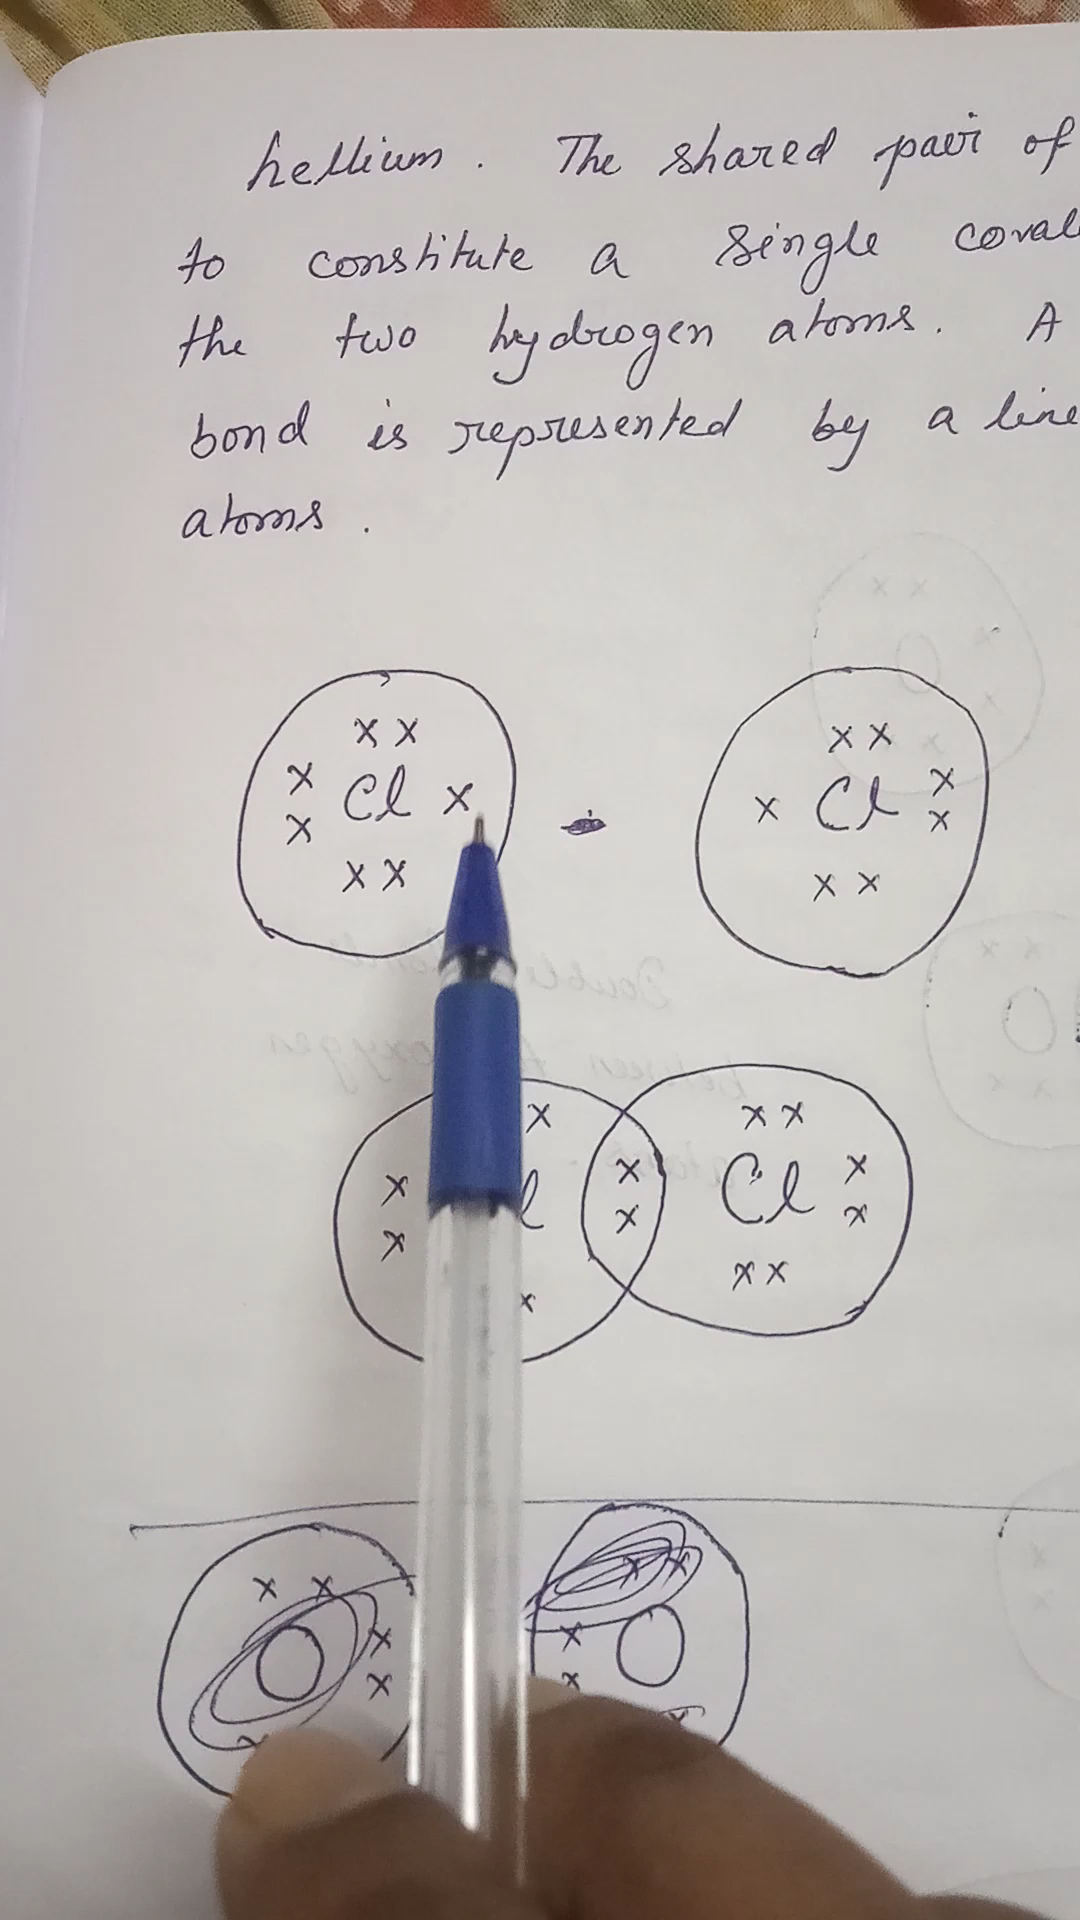 hellium. The shared pair of
to constitute a single coval
the two hydrogen atoms. A
bond is represented by a line
atoms.
x x x x
x Cl x x Cl x
x x
x x x x
x x x
x x Cl x
x x x
x x x
x x x x
O x x O
x x